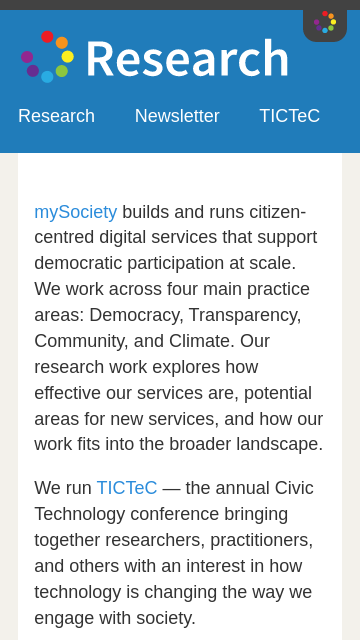 Research
Research Newsletter TICTeC
mySociety builds and runs citizen-
centred digital services that support
democratic participation at scale.
We work across four main practice
areas: Democracy, Transparency,
Community, and Climate. Our
research work explores how
effective our services are, potential
areas for new services, and how our
work fits into the broader landscape.
We run TICTeC — the annual Civic
Technology conference bringing
together researchers, practitioners,
and others with an interest in how
technology is changing the way we
engage with society.